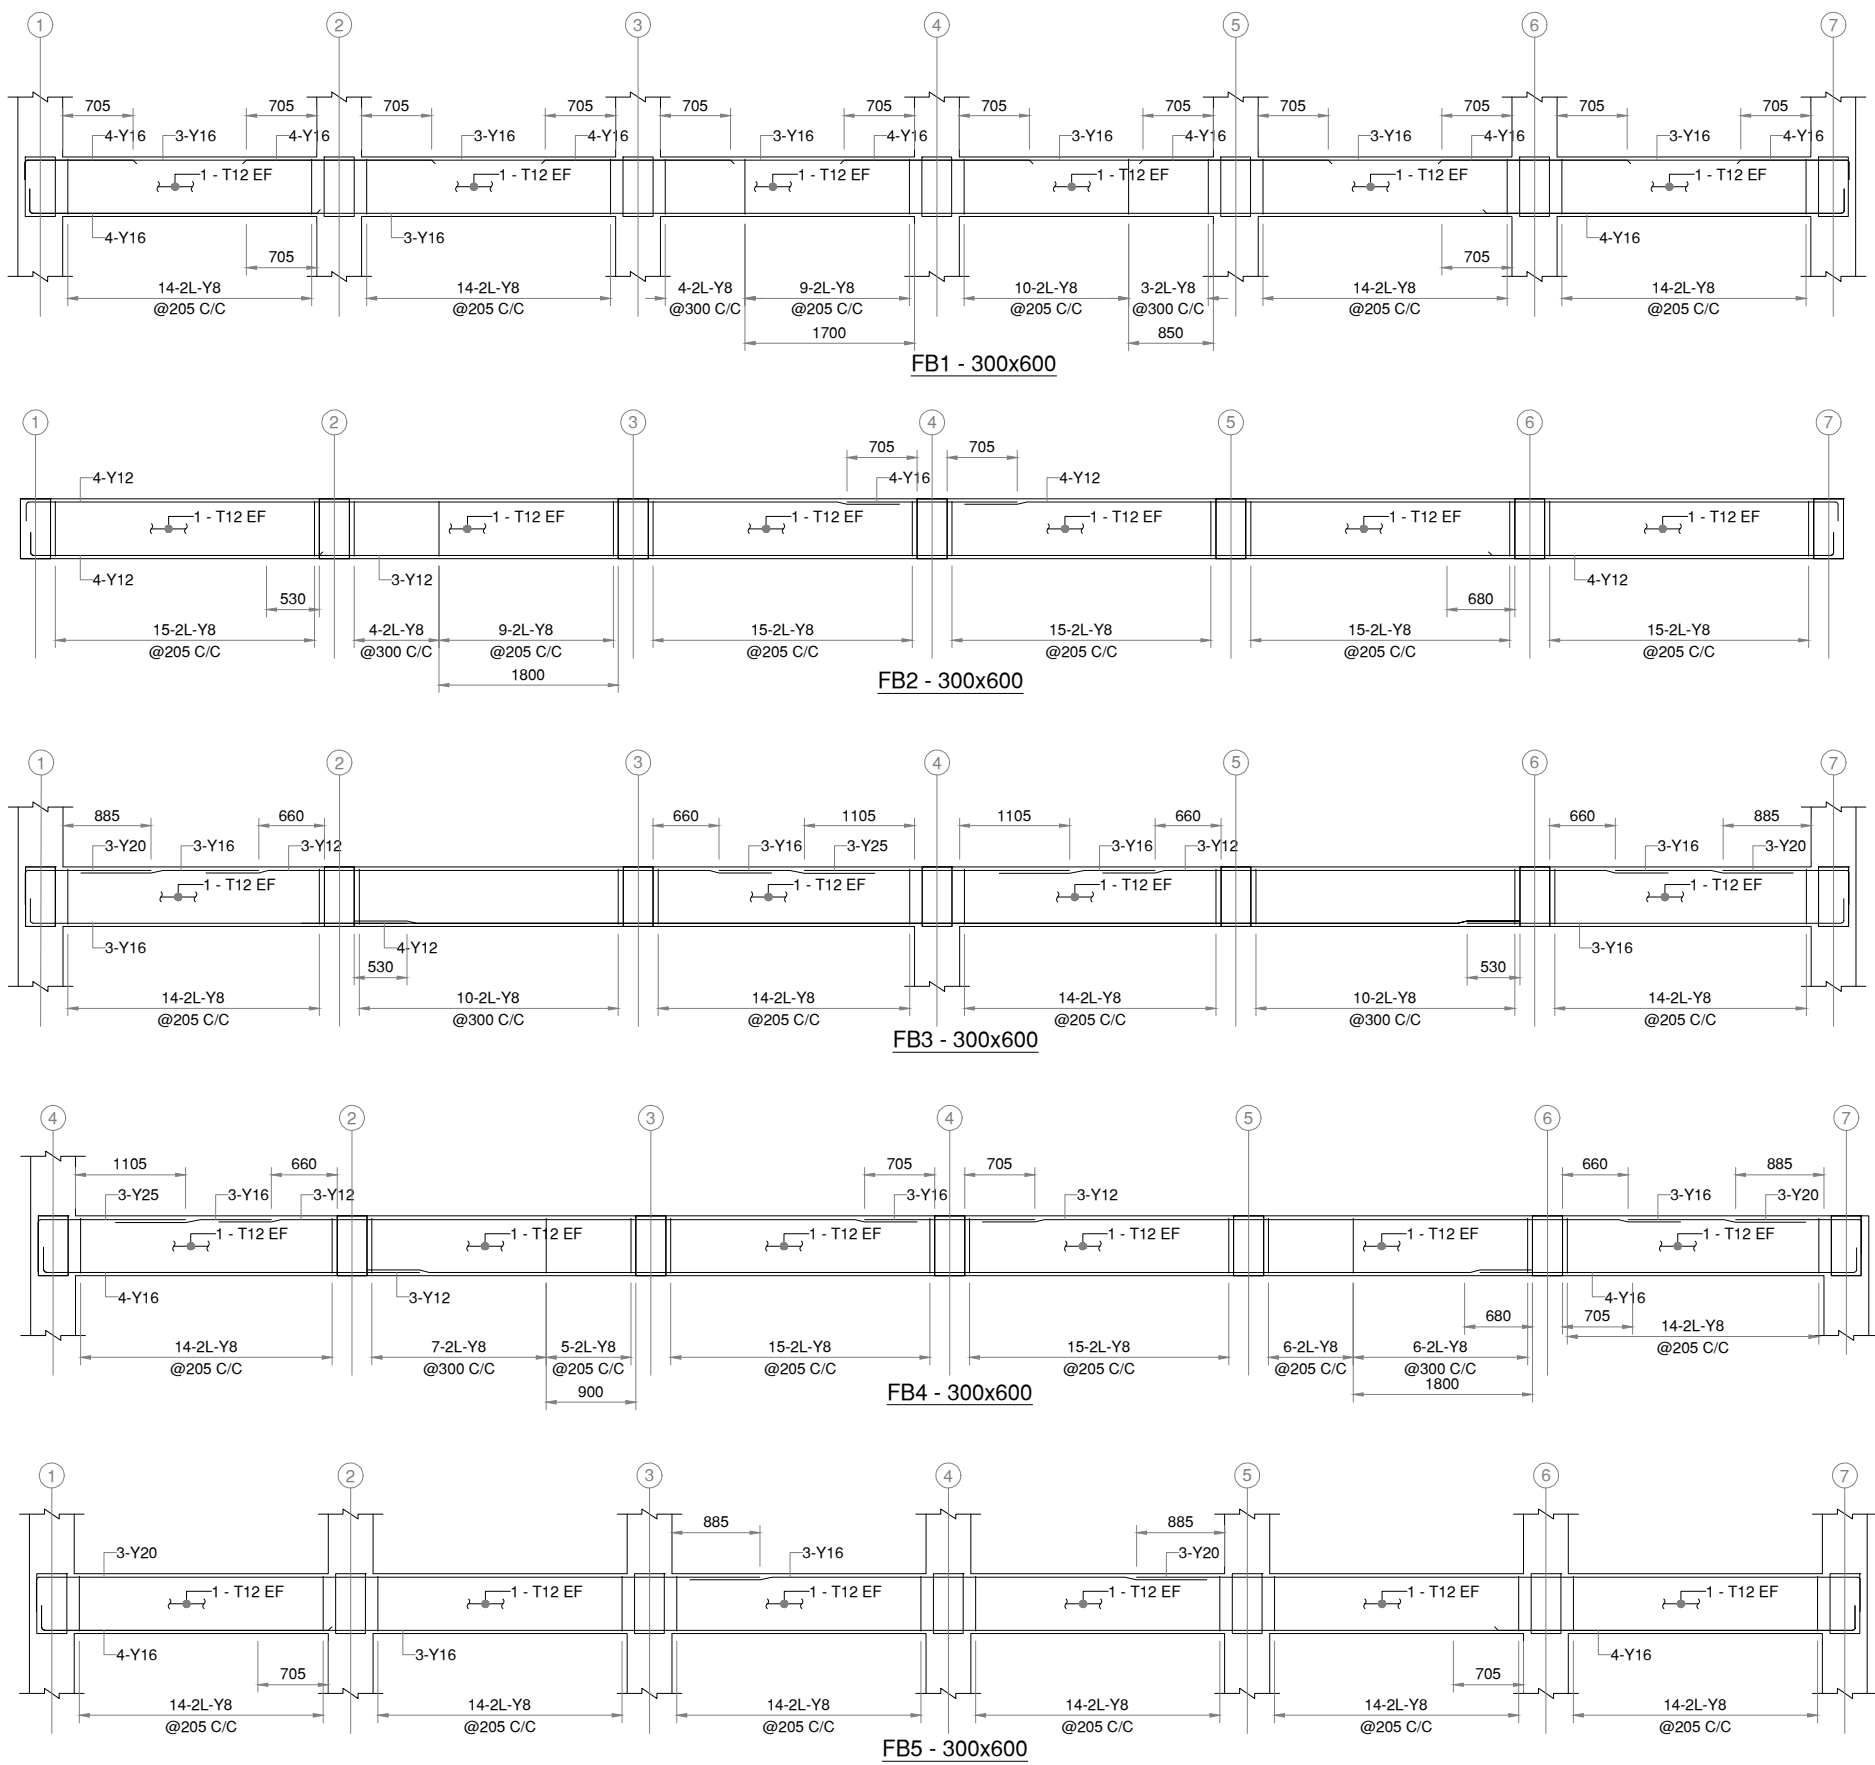 1 2 3 4 5 6 7
705 705 705 705 705 705 705 705 705 705 705 705
4-Y16 3-Y16 4-Y16 3-Y16 4-Y16 3-Y16 4-Y16 3-Y16 4-Y16 3-Y16 4-Y16 3-Y16 4-Y16
1 - T12 EF 1 - T12 EF 1 - T12 EF 1 - T12 EF 1 - T12 EF 1 - T12 EF
4-Y16 3-Y16 4-Y16
705 705
14-2L-Y8 14-2L-Y8 4-2L-Y8 9-2L-Y8 10-2L-Y8 3-2L-Y8 14-2L-Y8 14-2L-Y8
@205 C/C @205 C/C @300 C/C @205 C/C @205 C/C @300 C/C @205 C/C @205 C/C
1700 850
FB1 - 300x600
1 2 3 4 5 6 7
705 705
4-Y12 4-Y16 4-Y12
1 - T12 EF 1 - T12 EF 1 - T12 EF 1 - T12 EF 1 - T12 EF 1 - T12 EF
4-Y12 3-Y12 4-Y12
530 680
15-2L-Y8 4-2L-Y8 9-2L-Y8 15-2L-Y8 15-2L-Y8 15-2L-Y8 15-2L-Y8
@205 C/C @300 C/C @205 C/C @205 C/C @205 C/C @205 C/C @205 C/C
1800
FB2 - 300x600
1 2 3 4 5 6 7
885 660 660 1105 1105 660 660 885
3-Y20 3-Y16 3-Y12 3-Y16 3-Y25 3-Y16 3-Y12 3-Y16 3-Y20
1 - T12 EF 1 - T12 EF 1 - T12 EF 1 - T12 EF
3-Y16 4-Y12 3-Y16
530 530
14-2L-Y8 10-2L-Y8 14-2L-Y8 14-2L-Y8 10-2L-Y8 14-2L-Y8
@205 C/C @300 C/C @205 C/C @205 C/C @300 C/C @205 C/C
FB3 - 300x600
4 2 3 4 5 6 7
1105 660 705 705 660 885
3-Y25 3-Y16 3-Y12 3-Y16 3-Y12 3-Y16 3-Y20
1 - T12 EF 1 - T12 EF 1 - T12 EF 1 - T12 EF 1 - T12 EF 1 - T12 EF
4-Y16 3-Y12 4-Y16
680 705
14-2L-Y8 7-2L-Y8 5-2L-Y8 15-2L-Y8 15-2L-Y8 6-2L-Y8 6-2L-Y8 14-2L-Y8
@205 C/C @300 C/C @205 C/C @205 C/C @205 C/C @205 C/C @300 C/C @205 C/C
900 1800
FB4 - 300x600
1 2 3 4 5 6 7
885 885
3-Y20 3-Y16 3-Y20
1 - T12 EF 1 - T12 EF 1 - T12 EF 1 - T12 EF 1 - T12 EF 1 - T12 EF
4-Y16 3-Y16 4-Y16
705 705
14-2L-Y8 14-2L-Y8 14-2L-Y8 14-2L-Y8 14-2L-Y8 14-2L-Y8
@205 C/C @205 C/C @205 C/C @205 C/C @205 C/C @205 C/C
FB5 - 300x600